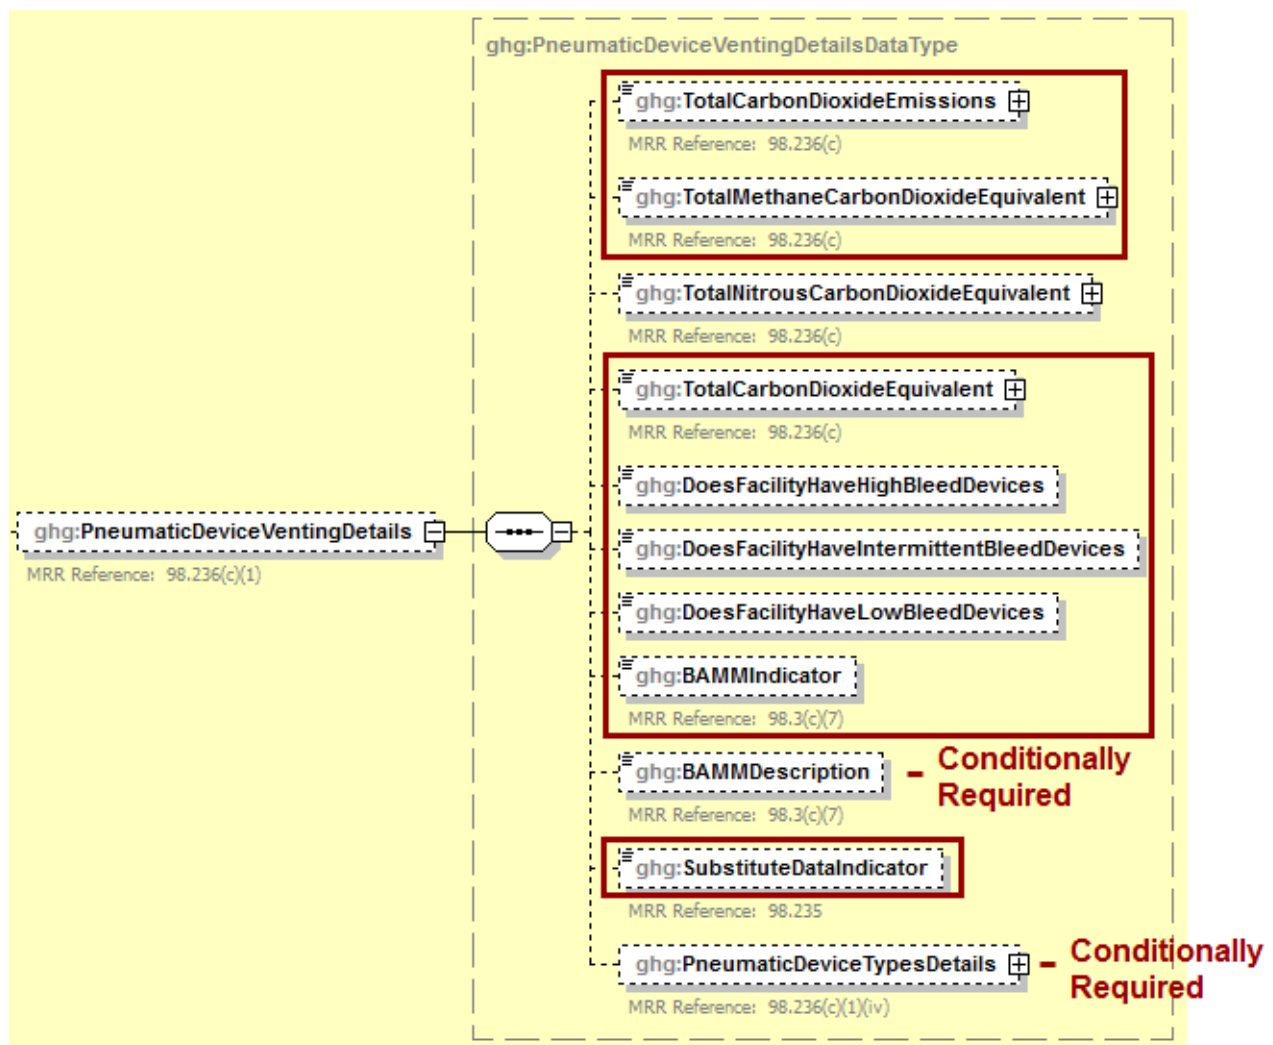 ghg:PneumaticDeviceVentingDetailsDataType
ghg:TotalCarbonDioxideEmissions
MRR Reference: 98.236(c)
ghg:TotalMethaneCarbonDioxideEquivalent
MRR Reference: 98.236(c)
ghg:TotalNitrousCarbonDioxideEquivalent
MRR Reference: 98.236(c)
ghg:TotalCarbonDioxideEquivalent
MRR Reference: 98.236(c)
ghg:DoesFacilityHaveHighBleedDevices
ghg:PneumaticDeviceVentingDetails
MRR Reference: 98.236(c)(1)
ghg:DoesFacilityHaveIntermittentBleedDevices
ghg:DoesFacilityHaveLowBleedDevices
ghg:BAMMIndicator
MRR Reference: 98.3(c)(7)
ghg:BAMMDescription
- Conditionally
Required
MRR Reference: 98.3(c)(7)
ghg:SubstituteDataIndicator
MRR Reference: 98.235
ghg:PneumaticDeviceTypesDetails
- Conditionally
Required
MRR Reference: 98.236(c)(1)(iv)